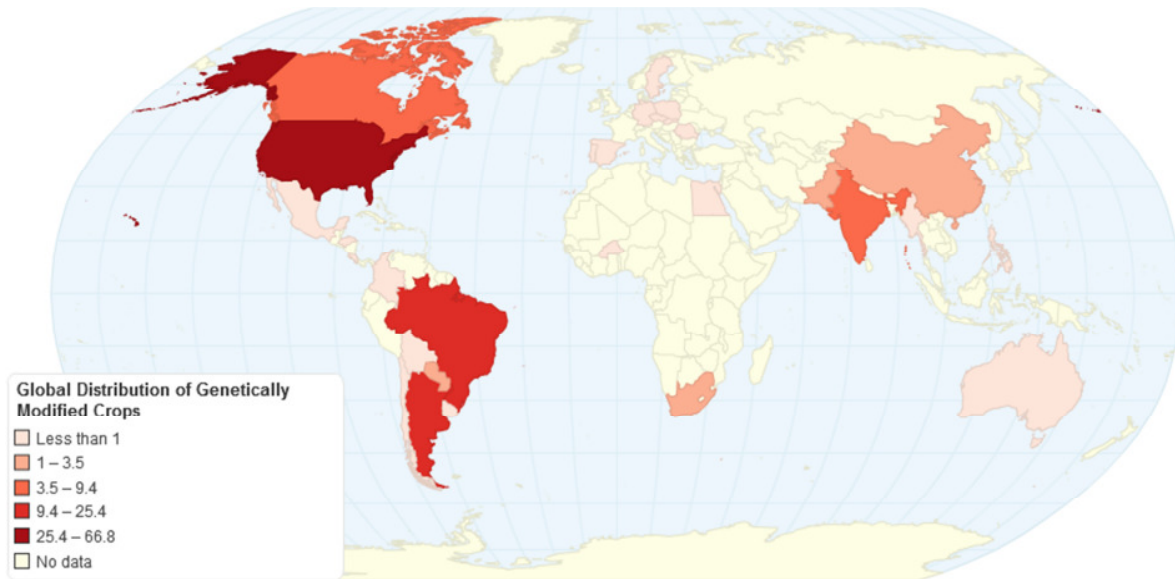 Global Distribution of Genetically
Modified Crops
Less than 1
1 – 3.5
3.5 – 9.4
9.4 – 25.4
25.4 – 66.8
No data